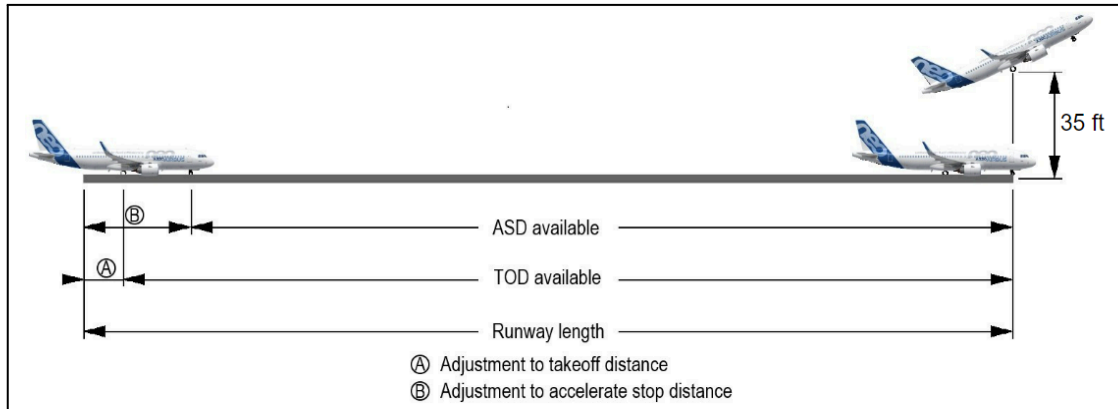 35 ft
Ⓑ
ASD available
Ⓐ
TOD available
Runway length
Ⓐ Adjustment to takeoff distance
Ⓑ Adjustment to accelerate stop distance